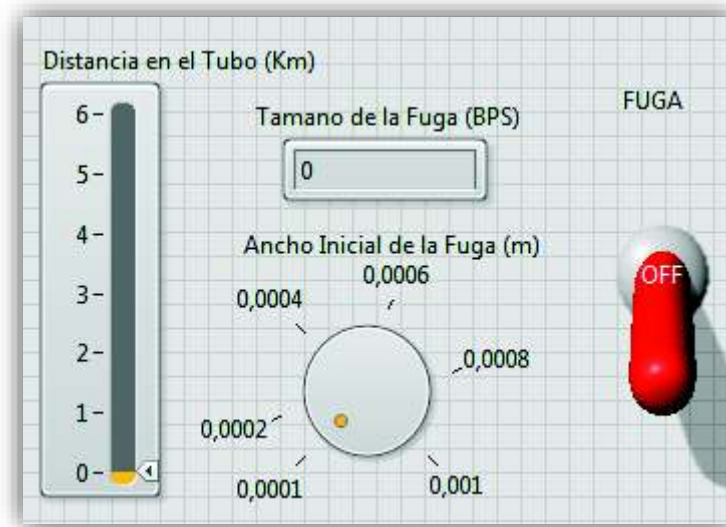 Distancia en el Tubo (Km)
6
5
4
3
2
1
0
Tamano de la Fuga (BPS)
0
Ancho Inicial de la Fuga (m)
0,0006
0,0004
0,0008
0,0002
0,0001
0,001
FUGA
OFF